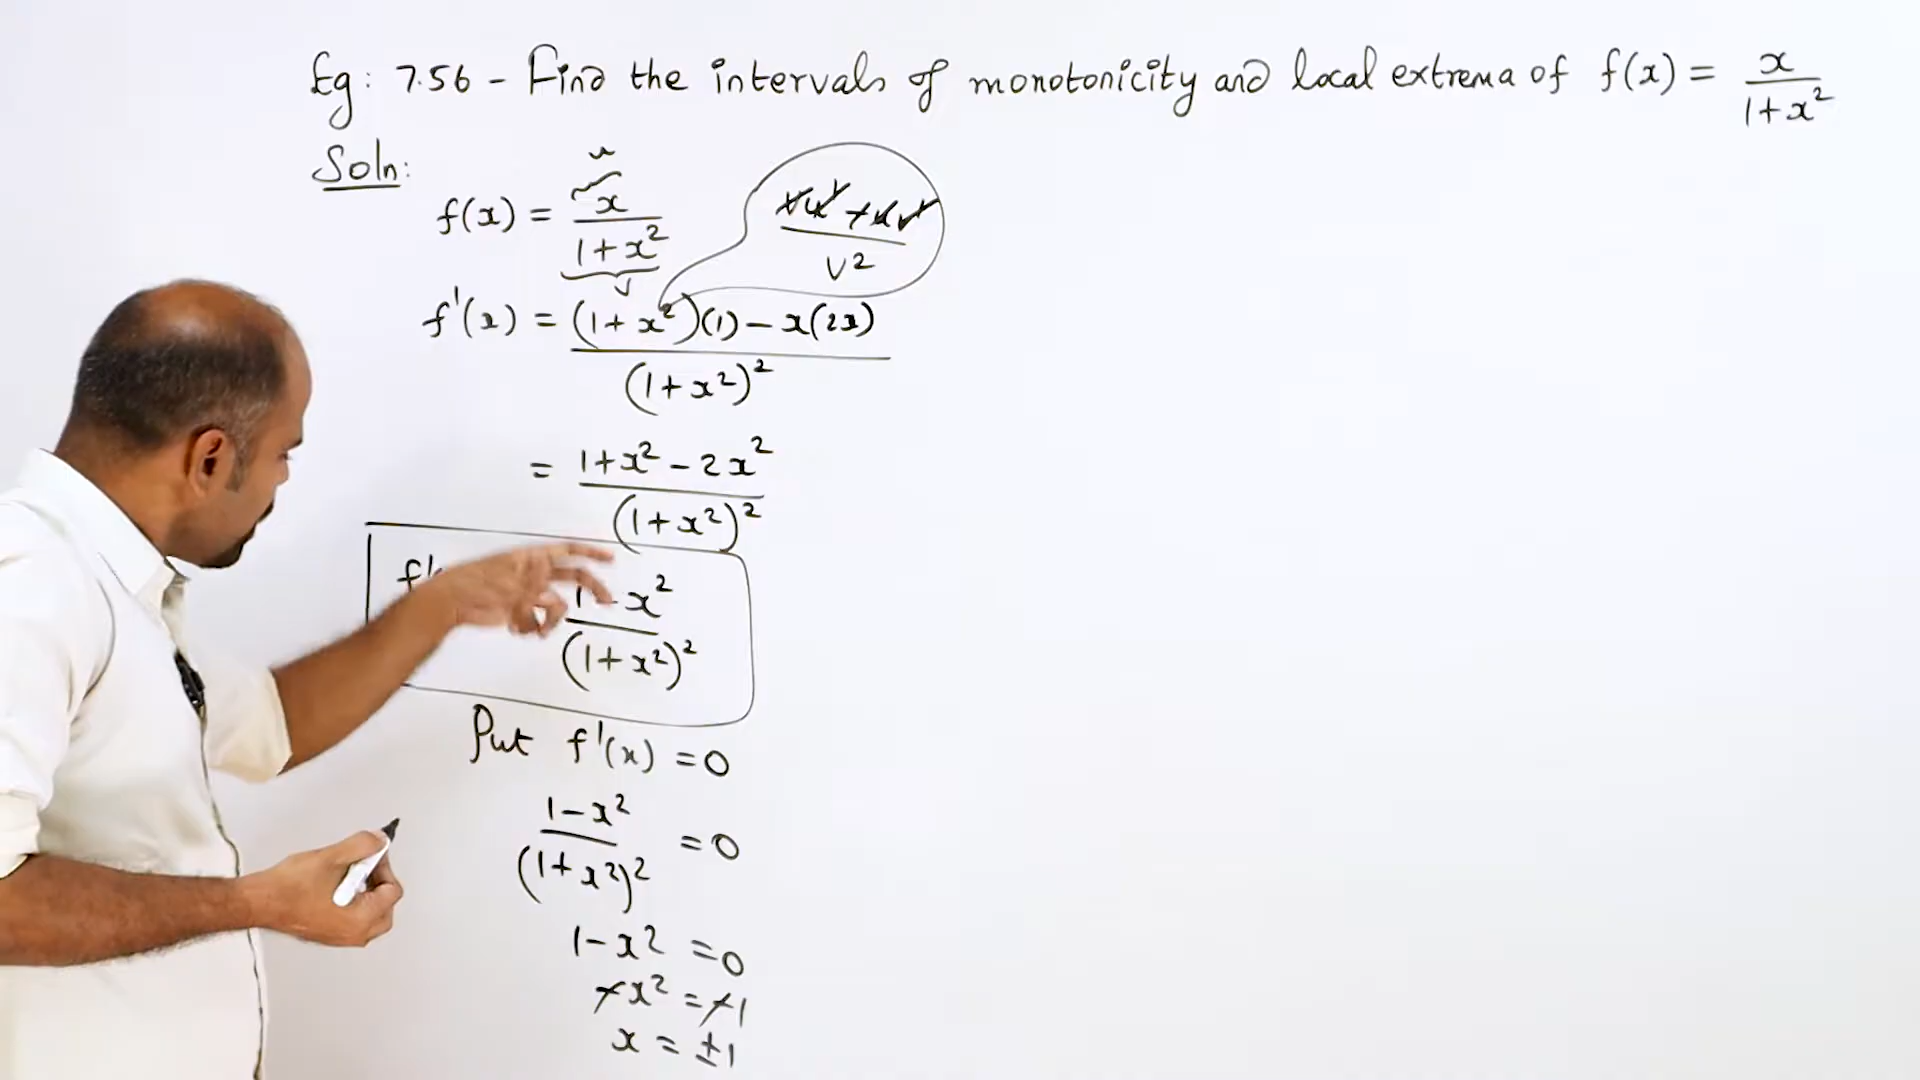 Eg: 7.56 - Find the intervals of monotonicity and local extrema of f(x) = x / 1+x²
Soln:
u
f(x) = x / 1+x²
v
v²
f'(x) = (1+x²)(1) - x(2x) / (1+x²)²
= 1+x² - 2x² / (1+x²)²
f' 1 - x² / (1+x²)²
Put f'(x) = 0
1-x² / (1+x²)² = 0
1-x² = 0
-x² = -1
x = ±1